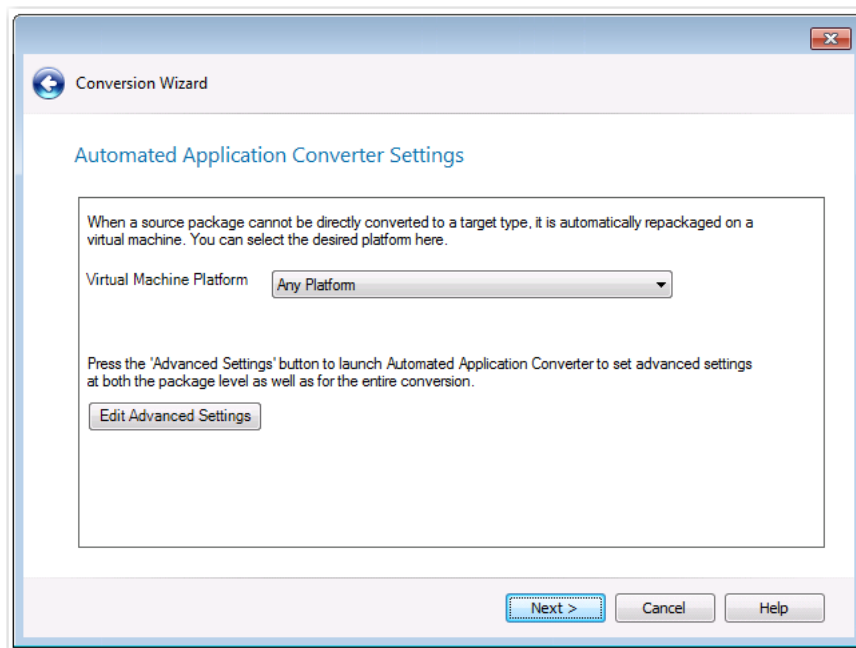 Conversion Wizard
Automated Application Converter Settings
When a source package cannot be directly converted to a target type, it is automatically repackaged on a
virtual machine. You can select the desired platform here.
Virtual Machine Platform
Any Platform
Press the 'Advanced Settings' button to launch Automated Application Converter to set advanced settings
at both the package level as well as for the entire conversion.
Edit Advanced Settings
Next >
Cancel
Help